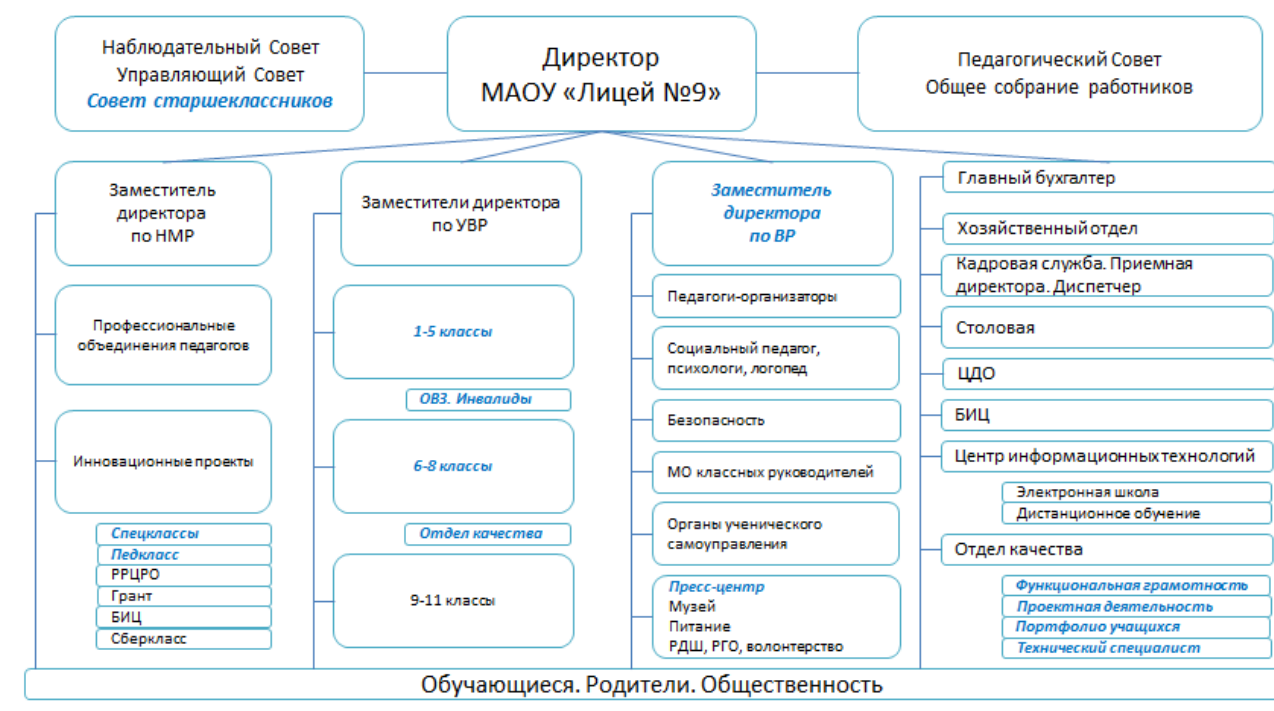 Наблюдательный Совет
Управляющий Совет
Совет старшеклассников
Директор
МАОУ «Лицей №9»
Педагогический Совет
Общее собрание работников
Заместитель
директора
по НМР
Профессиональные
объединения педагогов
Инновационные проекты
Спецклассы
Педкласс
РРЦРО
Грант
БИЦ
Сберкласс
Заместители директора
по УВР
1-5 классы
ОВЗ. Инвалиды
6-8 классы
Отдел качества
9-11 классы
Заместитель
директора
по ВР
Педагоги-организаторы
Социальный педагог,
психологи, логопед
Безопасность
МО классных руководителей
Органы ученического
самоуправления
Пресс-центр
Музей
Питание
РДШ, РГО, волонтерство
Главный бухгалтер
Хозяйственный отдел
Кадровая служба. Приемная
директора. Диспетчер
Столовая
ЦДО
БИЦ
Центр информационных технологий
Электронная школа
Дистанционное обучение
Отдел качества
Функциональная грамотность
Проектная деятельность
Портфолио учащихся
Технический специалист
Обучающиеся. Родители. Общественность